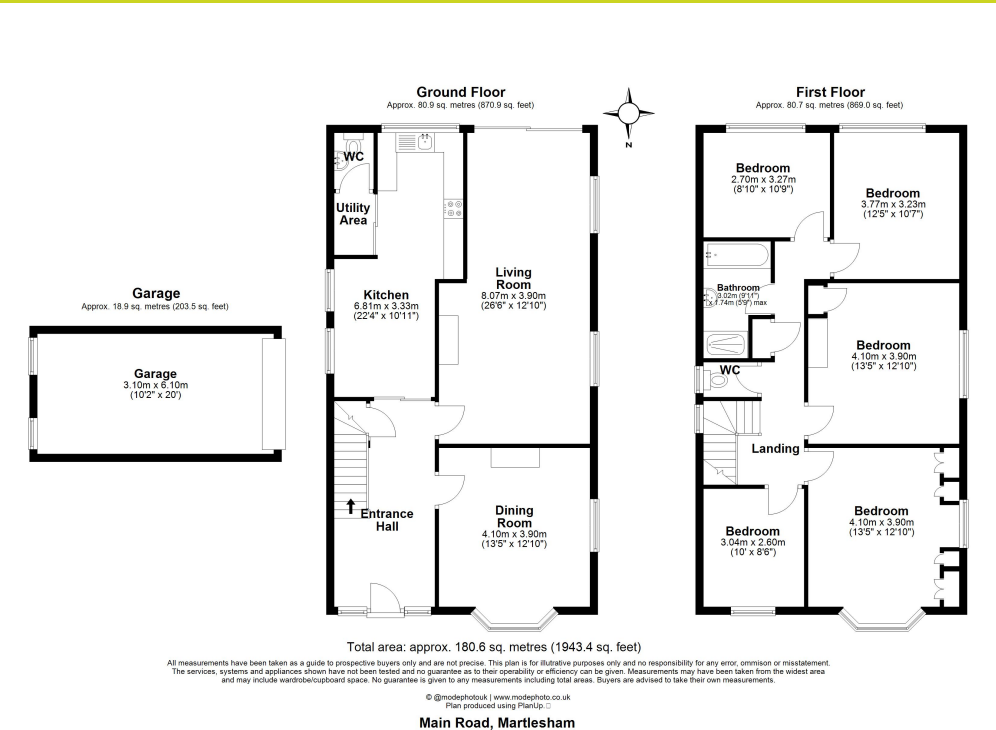 Ground Floor
Approx. 80.9 sq. metres (870.9 sq. feet)
N
First Floor
Approx. 80.7 sq. metres (869.0 sq. feet)
WC
Utility
Area
Kitchen
6.81m x 3.33m
(22'4" x 10'11")
Living
Room
8.07m x 3.90m
(26'6" x 12'10")
Entrance
Hall
Dining
Room
4.10m x 3.90m
(13'5" x 12'10")
Garage
Approx. 18.9 sq. metres (203.5 sq. feet)
Garage
3.10m x 6.10m
(10'2" x 20')
Bedroom
2.70m x 3.27m
(8'10" x 10'9")
Bedroom
3.77m x 3.23m
(12'5" x 10'7")
Bathroom
3.02m (9'11")
x 1.74m (5'9") max
Bedroom
4.10m x 3.90m
(13'5" x 12'10")
WC
Landing
Bedroom
3.04m x 2.60m
(10' x 8'6")
Bedroom
4.10m x 3.90m
(13'5" x 12'10")
Total area: approx. 180.6 sq. metres (1943.4 sq. feet)
All measurements have been taken as a guide to prospective buyers only and are not precise. This plan is for illutrative purposes only and no responsibility for any error, ommison or misstatement.
The services, systems and appliances shown have not been tested and no guarantee as to their operability or efficiency can be given. Measurements may have been taken from the widest area
and may include wardrobe/cupboard space. No guarantee is given to any measurements including total areas. Buyers are advised to take their own measurements.
© @modephotouk | www.modephoto.co.uk
Plan produced using PlanUp.
Main Road, Martlesham